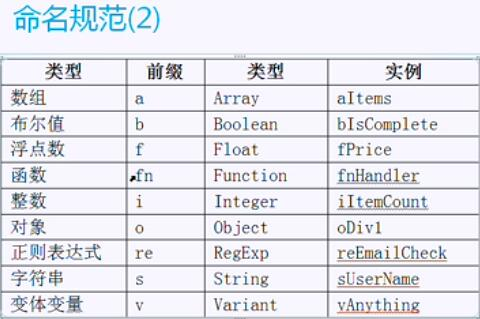 命名规范(2)
类型 前缀 类型 实例
数组 a Array aItems
布尔值 b Boolean bIsComplete
浮点数 f Float fPrice
函数 fn Function fnHandler
整数 i Integer iItemCount
对象 o Object oDiv1
正则表达式 re RegExp reEmailCheck
字符串 s String sUserName
变体变量 v Variant vAnything